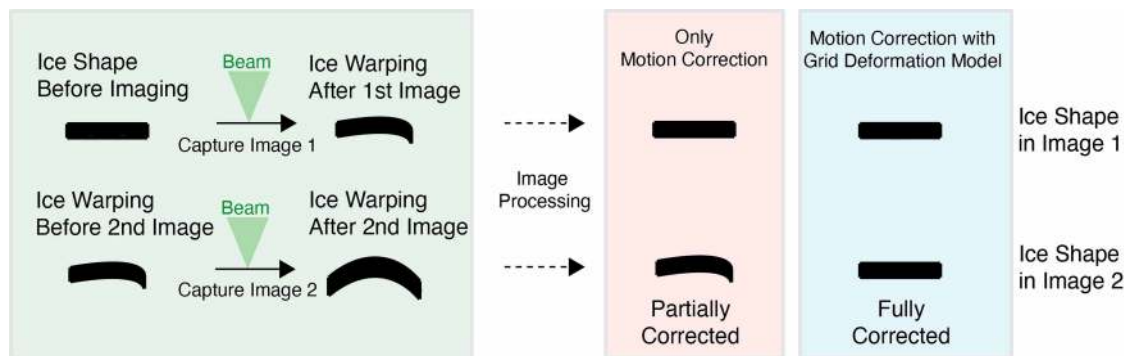 Ice Shape
Before Imaging
Beam
Capture Image 1
Ice Warping
After 1st Image
Ice Warping
Before 2nd Image
Beam
Capture Image 2
Ice Warping
After 2nd Image
Image
Processing
Only
Motion Correction
Partially
Corrected
Motion Correction with
Grid Deformation Model
Fully
Corrected
Ice Shape
in Image 1
Ice Shape
in Image 2